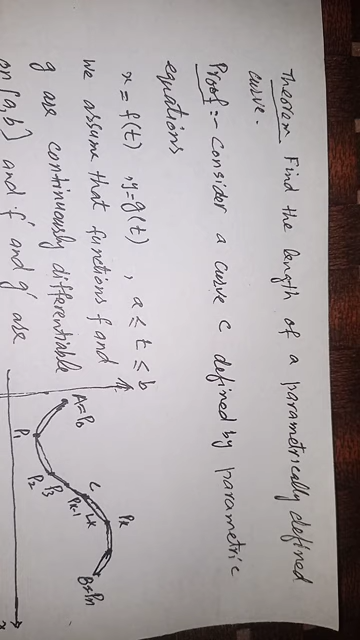 Theorem Find the length of a parametrically defined
curve.
Proof :- Consider a curve C defined by parametric
equations
x = f(t) , y = g(t) , a ≤ t ≤ b
We assume that functions f and
g are continuously differentiable
on [a,b] and f' and g' are
A=P₀
P₁
P₂
P₃
Pk-1
Lk
C
Pk
B=Pn
x